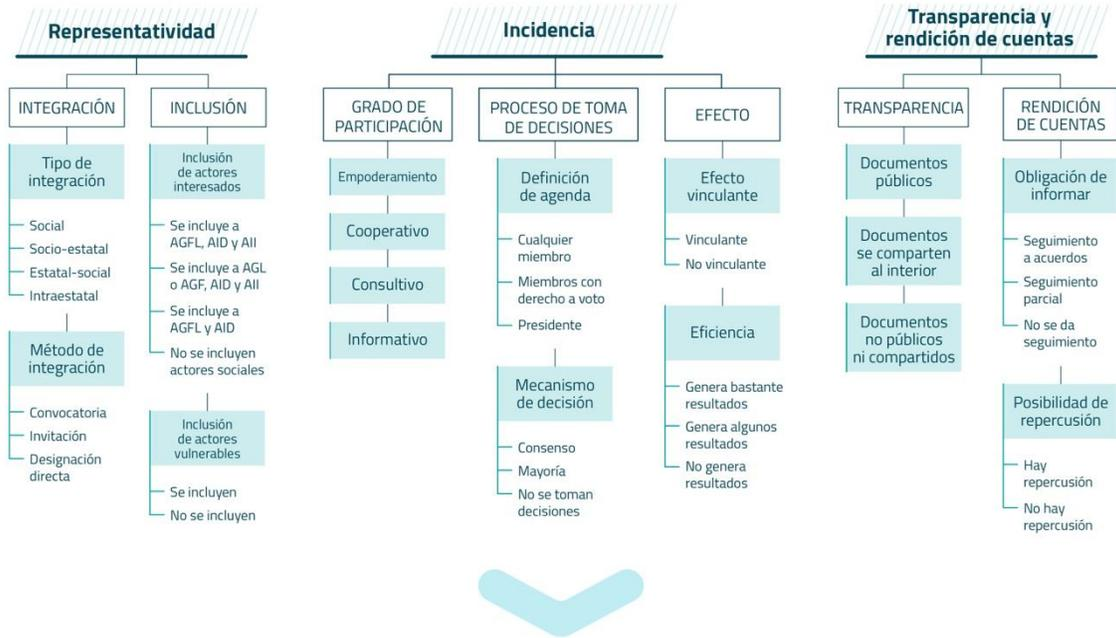 Representatividad
INTEGRACIÓN
Tipo de
integración
Social
Socio-estatal
Estatal-social
Intraestatal
Método de
integración
Convocatoria
Invitación
Designación
directa
INCLUSIÓN
Inclusión
de actores
interesados
Se incluye a
AGFL, AID y AII
Se incluye a AGL
o AGF, AID y AII
Se incluye a
AGFL y AID
No se incluyen
actores sociales
Inclusión
de actores
vulnerables
Se incluyen
No se incluyen
Incidencia
GRADO DE
PARTICIPACIÓN
Empoderamiento
Cooperativo
Consultivo
Informativo
PROCESO DE TOMA
DE DECISIONES
Definición
de agenda
Cualquier
miembro
Miembros con
derecho a voto
Presidente
Mecanismo
de decisión
Consenso
Mayoría
No se toman
decisiones
EFECTO
Efecto
vinculante
Vinculante
No vinculante
Eficiencia
Genera bastante
resultados
Genera algunos
resultados
No genera
resultados
Transparencia y
rendición de cuentas
TRANSPARENCIA
Documentos
públicos
Documentos
se comparten
al interior
Documentos
no públicos
ni compartidos
RENDICIÓN
DE CUENTAS
Obligación de
informar
Seguimiento
a acuerdos
Seguimiento
parcial
No se da
seguimiento
Posibilidad de
repercusión
Hay
repercusión
No hay
repercusión